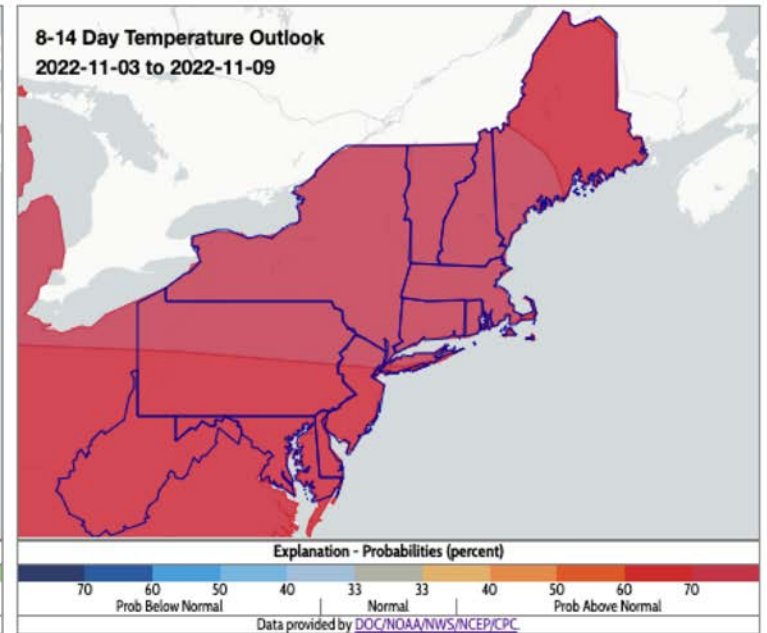 8-14 Day Temperature Outlook
2022-11-03 to 2022-11-09
Explanation - Probabilities (percent)
70 60 50 40 33 33 40 50 60 70
Prob Below Normal | Normal | Prob Above Normal
Data provided by DOC/NOAA/NWS/NCEP/CPC